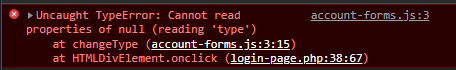 Uncaught TypeError: Cannot read account-forms.js:3
properties of null (reading 'type')
at changeType (account-forms.js:3:15)
at HTMLDivElement.onclick (login-page.php:38:67)